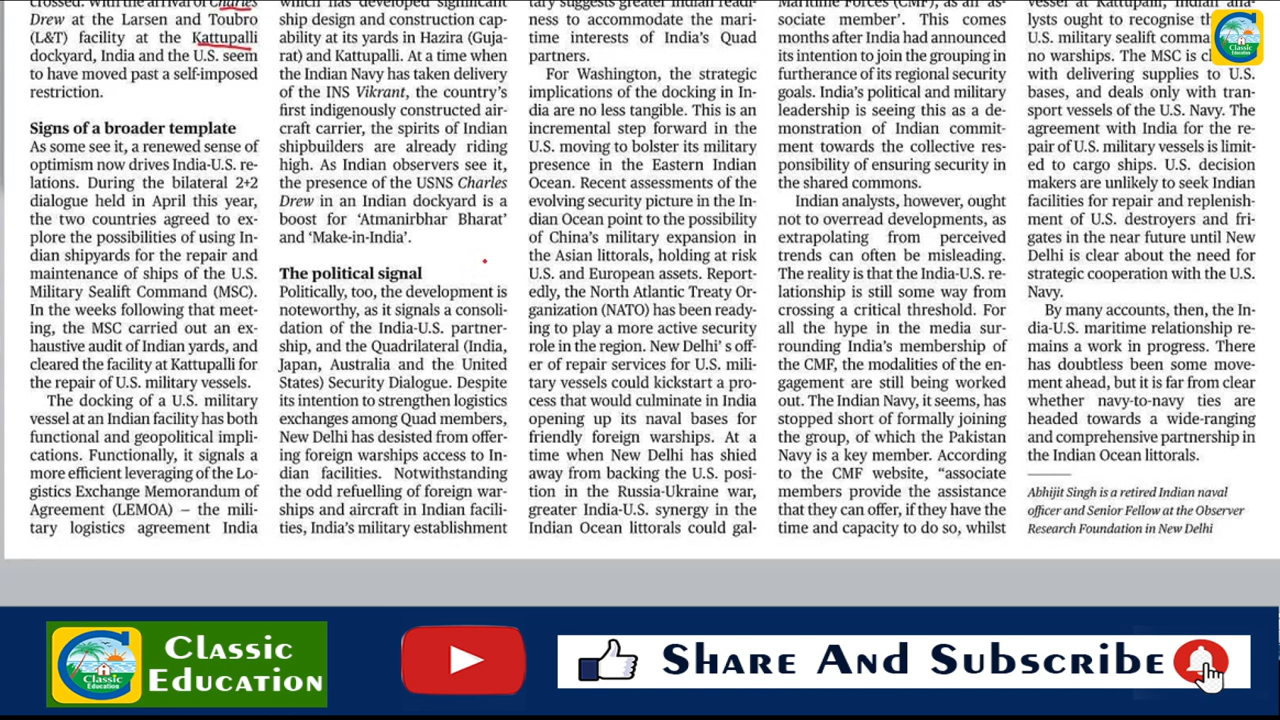 crossed. With the arrival of Charles
Drew at the Larsen and Toubro
(L&T) facility at the Kattupalli
dockyard, India and the U.S. seem
to have moved past a self-imposed
restriction.
Signs of a broader template
As some see it, a renewed sense of
optimism now drives India-U.S. re-
lations. During the bilateral 2+2
dialogue held in April this year,
the two countries agreed to ex-
plore the possibilities of using In-
dian shipyards for the repair and
maintenance of ships of the U.S.
Military Sealift Command (MSC).
In the weeks following that meet-
ing, the MSC carried out an ex-
haustive audit of Indian yards, and
cleared the facility at Kattupalli for
the repair of U.S. military vessels.
The docking of a U.S. military
vessel at an Indian facility has both
functional and geopolitical impli-
cations. Functionally, it signals a
more efficient leveraging of the Lo-
gistics Exchange Memorandum of
Agreement (LEMOA) – the mili-
tary logistics agreement India
which has developed significant
ship design and construction cap-
ability at its yards in Hazira (Guja-
rat) and Kattupalli. At a time when
the Indian Navy has taken delivery
of the INS Vikrant, the country's
first indigenously constructed air-
craft carrier, the spirits of Indian
shipbuilders are already riding
high. As Indian observers see it,
the presence of the USNS Charles
Drew in an Indian dockyard is a
boost for 'Atmanirbhar Bharat'
and 'Make-in-India'.
The political signal
Politically, too, the development is
noteworthy, as it signals a consoli-
dation of the India-U.S. partner-
ship, and the Quadrilateral (India,
Japan, Australia and the United
States) Security Dialogue. Despite
its intention to strengthen logistics
exchanges among Quad members,
New Delhi has desisted from offer-
ing foreign warships access to In-
dian facilities. Notwithstanding
the odd refuelling of foreign war-
ships and aircraft in Indian facili-
ties, India's military establishment
tary suggests greater Indian readi-
ness to accommodate the mari-
time interests of India's Quad
partners.
For Washington, the strategic
implications of the docking in In-
dia are no less tangible. This is an
incremental step forward in the
U.S. moving to bolster its military
presence in the Eastern Indian
Ocean. Recent assessments of the
evolving security picture in the In-
dian Ocean point to the possibility
of China's military expansion in
the Asian littorals, holding at risk
U.S. and European assets. Report-
edly, the North Atlantic Treaty Or-
ganization (NATO) has been ready-
ing to play a more active security
role in the region. New Delhi' s off-
er of repair services for U.S. mili-
tary vessels could kickstart a pro-
cess that would culminate in India
opening up its naval bases for
friendly foreign warships. At a
time when New Delhi has shied
away from backing the U.S. posi-
tion in the Russia-Ukraine war,
greater India-U.S. synergy in the
Indian Ocean littorals could gal-
Maritime Forces (CMF), as an 'as-
sociate member'. This comes
months after India had announced
its intention to join the grouping in
furtherance of its regional security
goals. India's political and military
leadership is seeing this as a de-
monstration of Indian commit-
ment towards the collective res-
ponsibility of ensuring security in
the shared commons.
Indian analysts, however, ought
not to overread developments, as
extrapolating from perceived
trends can often be misleading.
The reality is that the India-U.S. re-
lationship is still some way from
crossing a critical threshold. For
all the hype in the media sur-
rounding India's membership of
the CMF, the modalities of the en-
gagement are still being worked
out. The Indian Navy, it seems, has
stopped short of formally joining
the group, of which the Pakistan
Navy is a key member. According
to the CMF website, "associate
members provide the assistance
that they can offer, if they have the
time and capacity to do so, whilst
vessel at Kattupalli, Indian ana-
lysts ought to recognise
U.S. military sealift
no warships. The MSC is
with delivering supplies to U.S.
bases, and deals only with tran-
sport vessels of the U.S. Navy. The
agreement with India for the re-
pair of U.S. military vessels is limit-
ed to cargo ships. U.S. decision
makers are unlikely to seek Indian
facilities for repair and replenish-
ment of U.S. destroyers and fri-
gates in the near future until New
Delhi is clear about the need for
strategic cooperation with the U.S.
Navy.
By many accounts, then, the In-
dia-U.S. maritime relationship re-
mains a work in progress. There
has doubtless been some move-
ment ahead, but it is far from clear
whether navy-to-navy ties are
headed towards a wide-ranging
and comprehensive partnership in
the Indian Ocean littorals.
Abhijit Singh is a retired Indian naval
officer and Senior Fellow at the Observer
Research Foundation in New Delhi
Classic
Education
Classic
Education
Classic
Education
Share And Subscribe